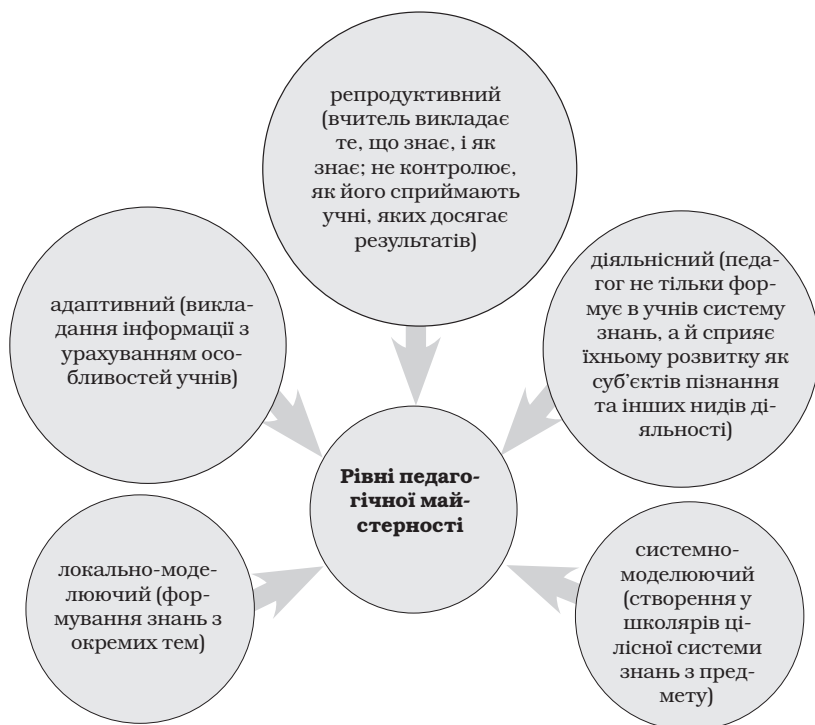 репродуктивний
(вчитель викладає
те, що знає, і як
знає; не контролює,
як його сприймають
учні, яких досягає
результатів)
адаптивний (викла-
дання інформації з
урахуванням осо-
бливостей учнів)
діяльнісний (педа-
гог не тільки фор-
мує в учнів систему
знань, а й сприяє
їхньому розвитку як
суб’єктів пізнання
та інших нидів ді-
яльності)
Рівні педаго-
гічної май-
стерності
локально-моде-
люючий (фор-
мування знань з
окремих тем)
системно-
моделюючий
(створення у
школярів ці-
лісної системи
знань з пред-
мету)